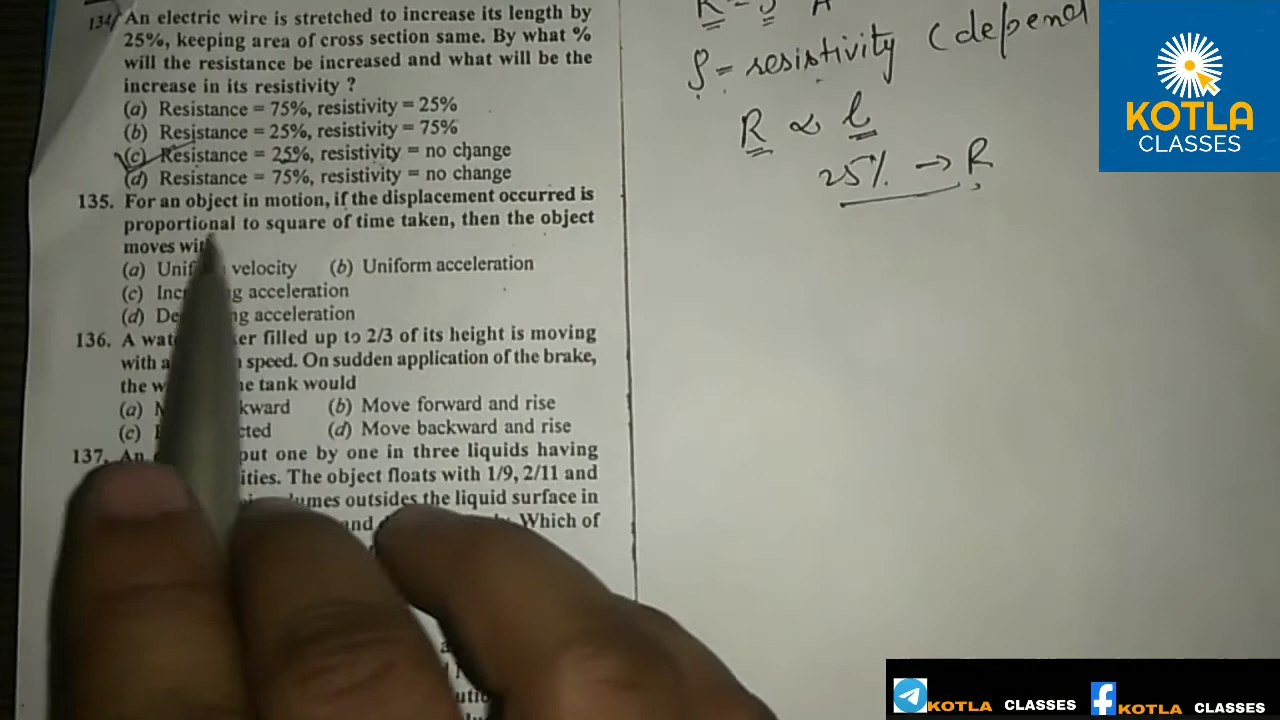 134. An electric wire is stretched to increase its length by
25%, keeping area of cross section same. By what %
will the resistance be increased and what will be the
increase in its resistivity ?
(a) Resistance = 75%, resistivity = 25%
(b) Resistance = 25%, resistivity = 75%
(c) Resistance = 25%, resistivity = no change
(d) Resistance = 75%, resistivity = no change
135. For an object in motion, if the displacement occurred is
proportional to square of time taken, then the object
moves
(a) velocity (b) Uniform acceleration
(c) acceleration
(d) acceleration
136. A filled up to 2/3 of its height is moving
with speed. On sudden application of the brake,
the tank would
(a) (b) Move forward and rise
(c) (d) Move backward and rise
137. An put one by one in three liquids having
The object floats with 1/9, 2/11 and
outsides the liquid surface in
and Which of
ρ = resistivity (depend
R ∝ l
25% → R
KOTLA
CLASSES
KOTLA CLASSES
KOTLA CLASSES